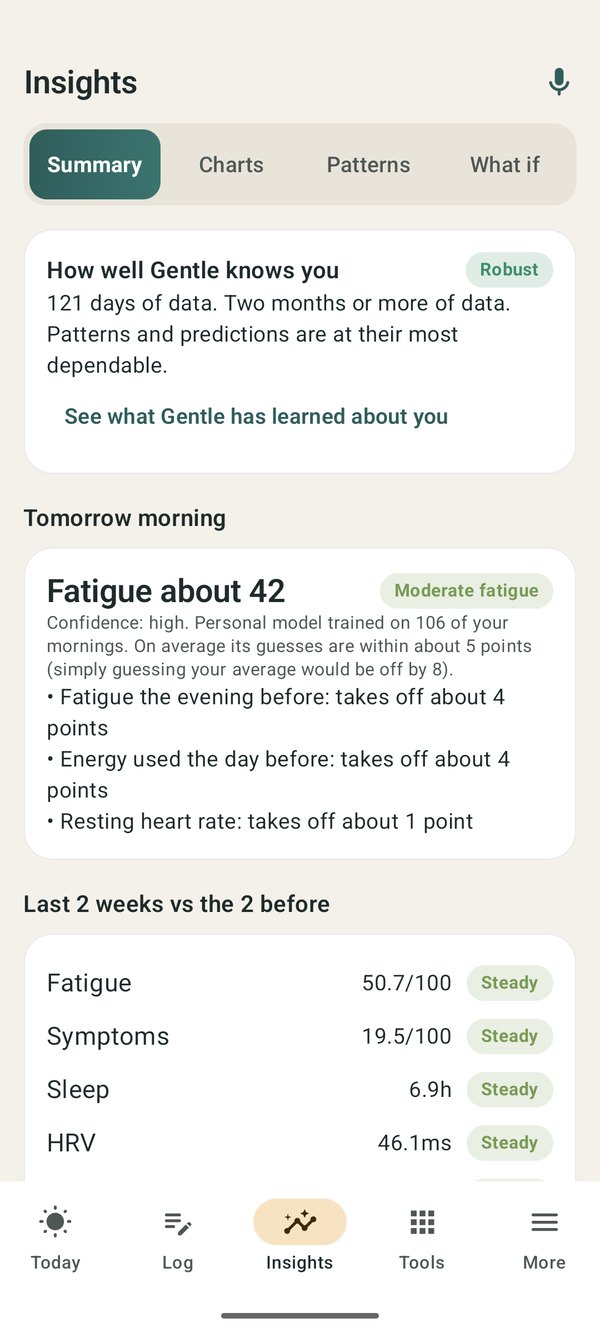 Insights
Summary
Charts
Patterns
What if
How well Gentle knows you
Robust
121 days of data. Two months or more of data.
Patterns and predictions are at their most
dependable.
See what Gentle has learned about you
Tomorrow morning
Fatigue about 42
Moderate fatigue
Confidence: high. Personal model trained on 106 of your
mornings. On average its guesses are within about 5 points
(simply guessing your average would be off by 8).
• Fatigue the evening before: takes off about 4
points
• Energy used the day before: takes off about 4
points
• Resting heart rate: takes off about 1 point
Last 2 weeks vs the 2 before
Fatigue 50.7/100 Steady
Symptoms 19.5/100 Steady
Sleep 6.9h Steady
HRV 46.1ms Steady
Today
Log
Insights
Tools
More